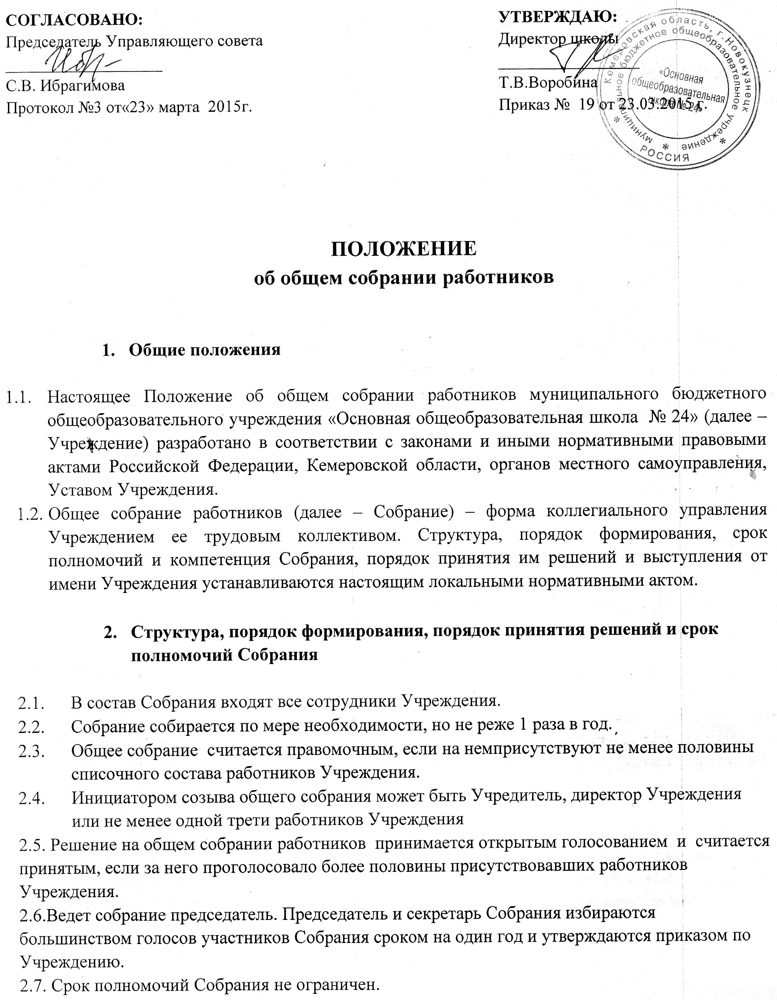 СОГЛАСОВАНО:
Председатель Управляющего совета
С.В. Ибрагимова
Протокол №3 от«23» марта 2015г.
УТВЕРЖДАЮ:
Директор школы
Т.В.Воробина
Приказ № 19 от 23.03.2015 г.
Кемеровская область, г.Новокузнецк
муниципальное бюджетное общеобразовательное учреждение
РОССИЯ
«Основная
общеобразовательная
школа № 24»
ПОЛОЖЕНИЕ
об общем собрании работников
1. Общие положения
1.1. Настоящее Положение об общем собрании работников муниципального бюджетного
общеобразовательного учреждения «Основная общеобразовательная школа № 24» (далее –
Учреждение) разработано в соответствии с законами и иными нормативными правовыми
актами Российской Федерации, Кемеровской области, органов местного самоуправления,
Уставом Учреждения.
1.2. Общее собрание работников (далее – Собрание) – форма коллегиального управления
Учреждением ее трудовым коллективом. Структура, порядок формирования, срок
полномочий и компетенция Собрания, порядок принятия им решений и выступления от
имени Учреждения устанавливаются настоящим локальными нормативными актом.
2. Структура, порядок формирования, порядок принятия решений и срок
полномочий Собрания
2.1. В состав Собрания входят все сотрудники Учреждения.
2.2. Собрание собирается по мере необходимости, но не реже 1 раза в год.
2.3. Общее собрание считается правомочным, если на немприсутствуют не менее половины
списочного состава работников Учреждения.
2.4. Инициатором созыва общего собрания может быть Учредитель, директор Учреждения
или не менее одной трети работников Учреждения
2.5. Решение на общем собрании работников принимается открытым голосованием и считается
принятым, если за него проголосовало более половины присутствовавших работников
Учреждения.
2.6.Ведет собрание председатель. Председатель и секретарь Собрания избираются
большинством голосов участников Собрания сроком на один год и утверждаются приказом по
Учреждению.
2.7. Срок полномочий Собрания не ограничен.